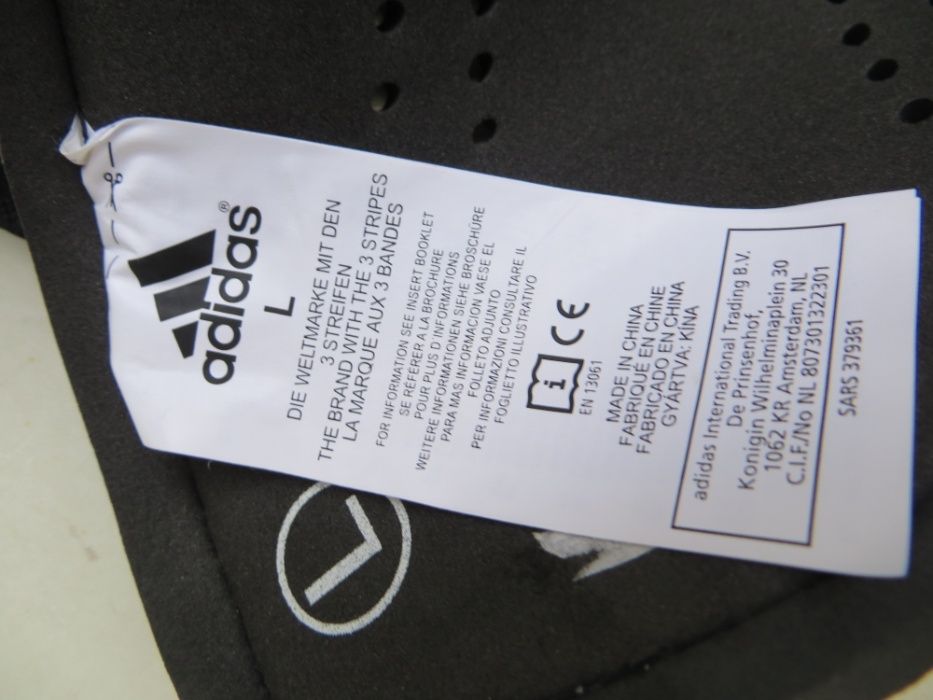 adidas®
L
DIE WELTMARKE MIT DEN
3 STREIFEN
THE BRAND WITH THE 3 STRIPES
LA MARQUE AUX 3 BANDES
FOR INFORMATION SEE INSERT BOOKLET
SE RÉFÉRER A LA BROCHURE
POUR PLUS D'INFORMATIONS
WEITERE INFORMATIONEN SIEHE BROSCHÜRE
PARA MAS INFORMACION VAESE EL
FOLLETO ADJUNTO
PER INFORMAZIONI CONSULTARE IL
FOGLIETTO ILLUSTRATIVO
i CE
EN 13061
MADE IN CHINA
FABRIQUÉ EN CHINE
FABRICADO EN CHINA
GYÁRTVA: KÍNA
adidas International Trading B.V.
De Prinsenhof,
Konigin Wilhelminaplein 30
1062 KR Amsterdam, NL
C.I.F./No NL 807301322301
SARS 379361
L